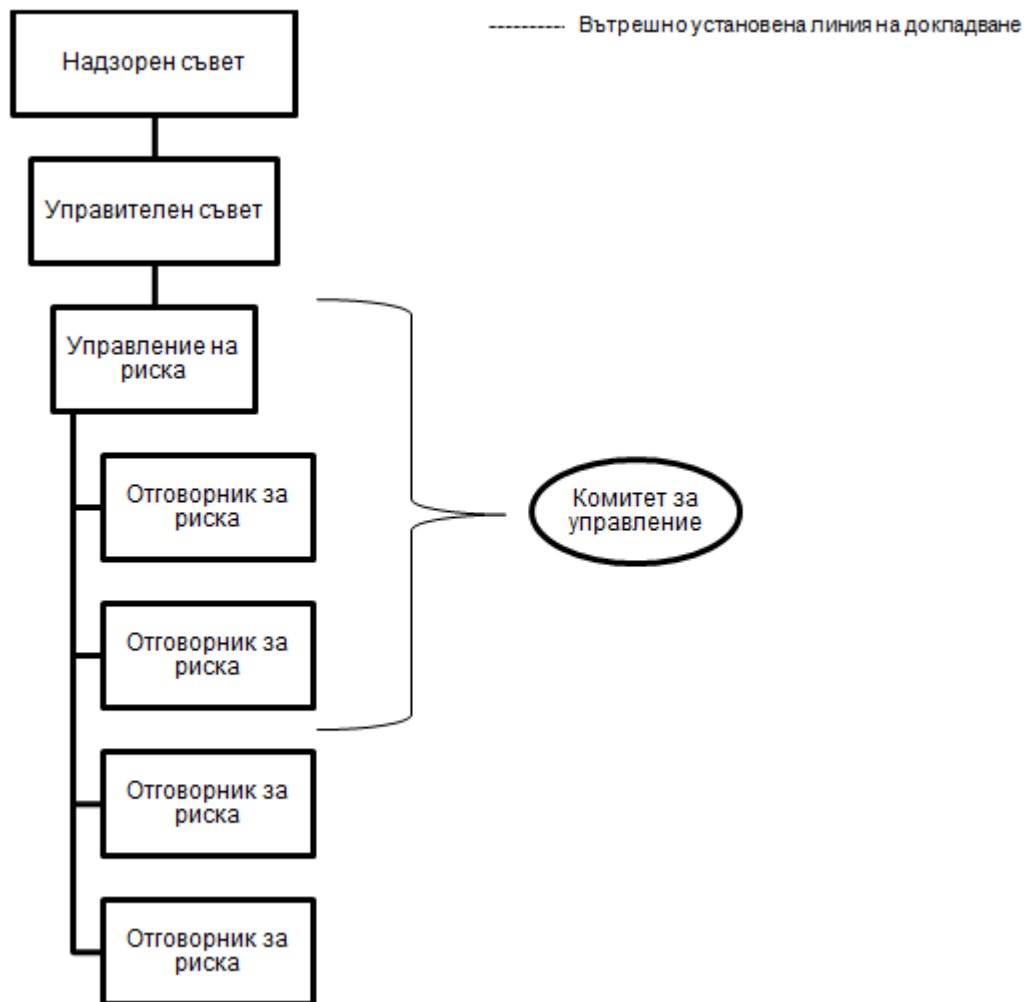 Вътрешно установена линия на докладване
Надзорен съвет
Управителен съвет
Управление на
риска
Отговорник за
риска
Комитет за
управление
Отговорник за
риска
Отговорник за
риска
Отговорник за
риска